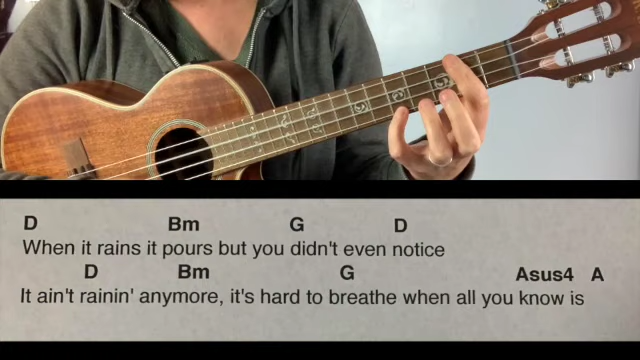 D Bm G D
When it rains it pours but you didn't even notice
D Bm G Asus4 A
It ain't rainin' anymore, it's hard to breathe when all you know is